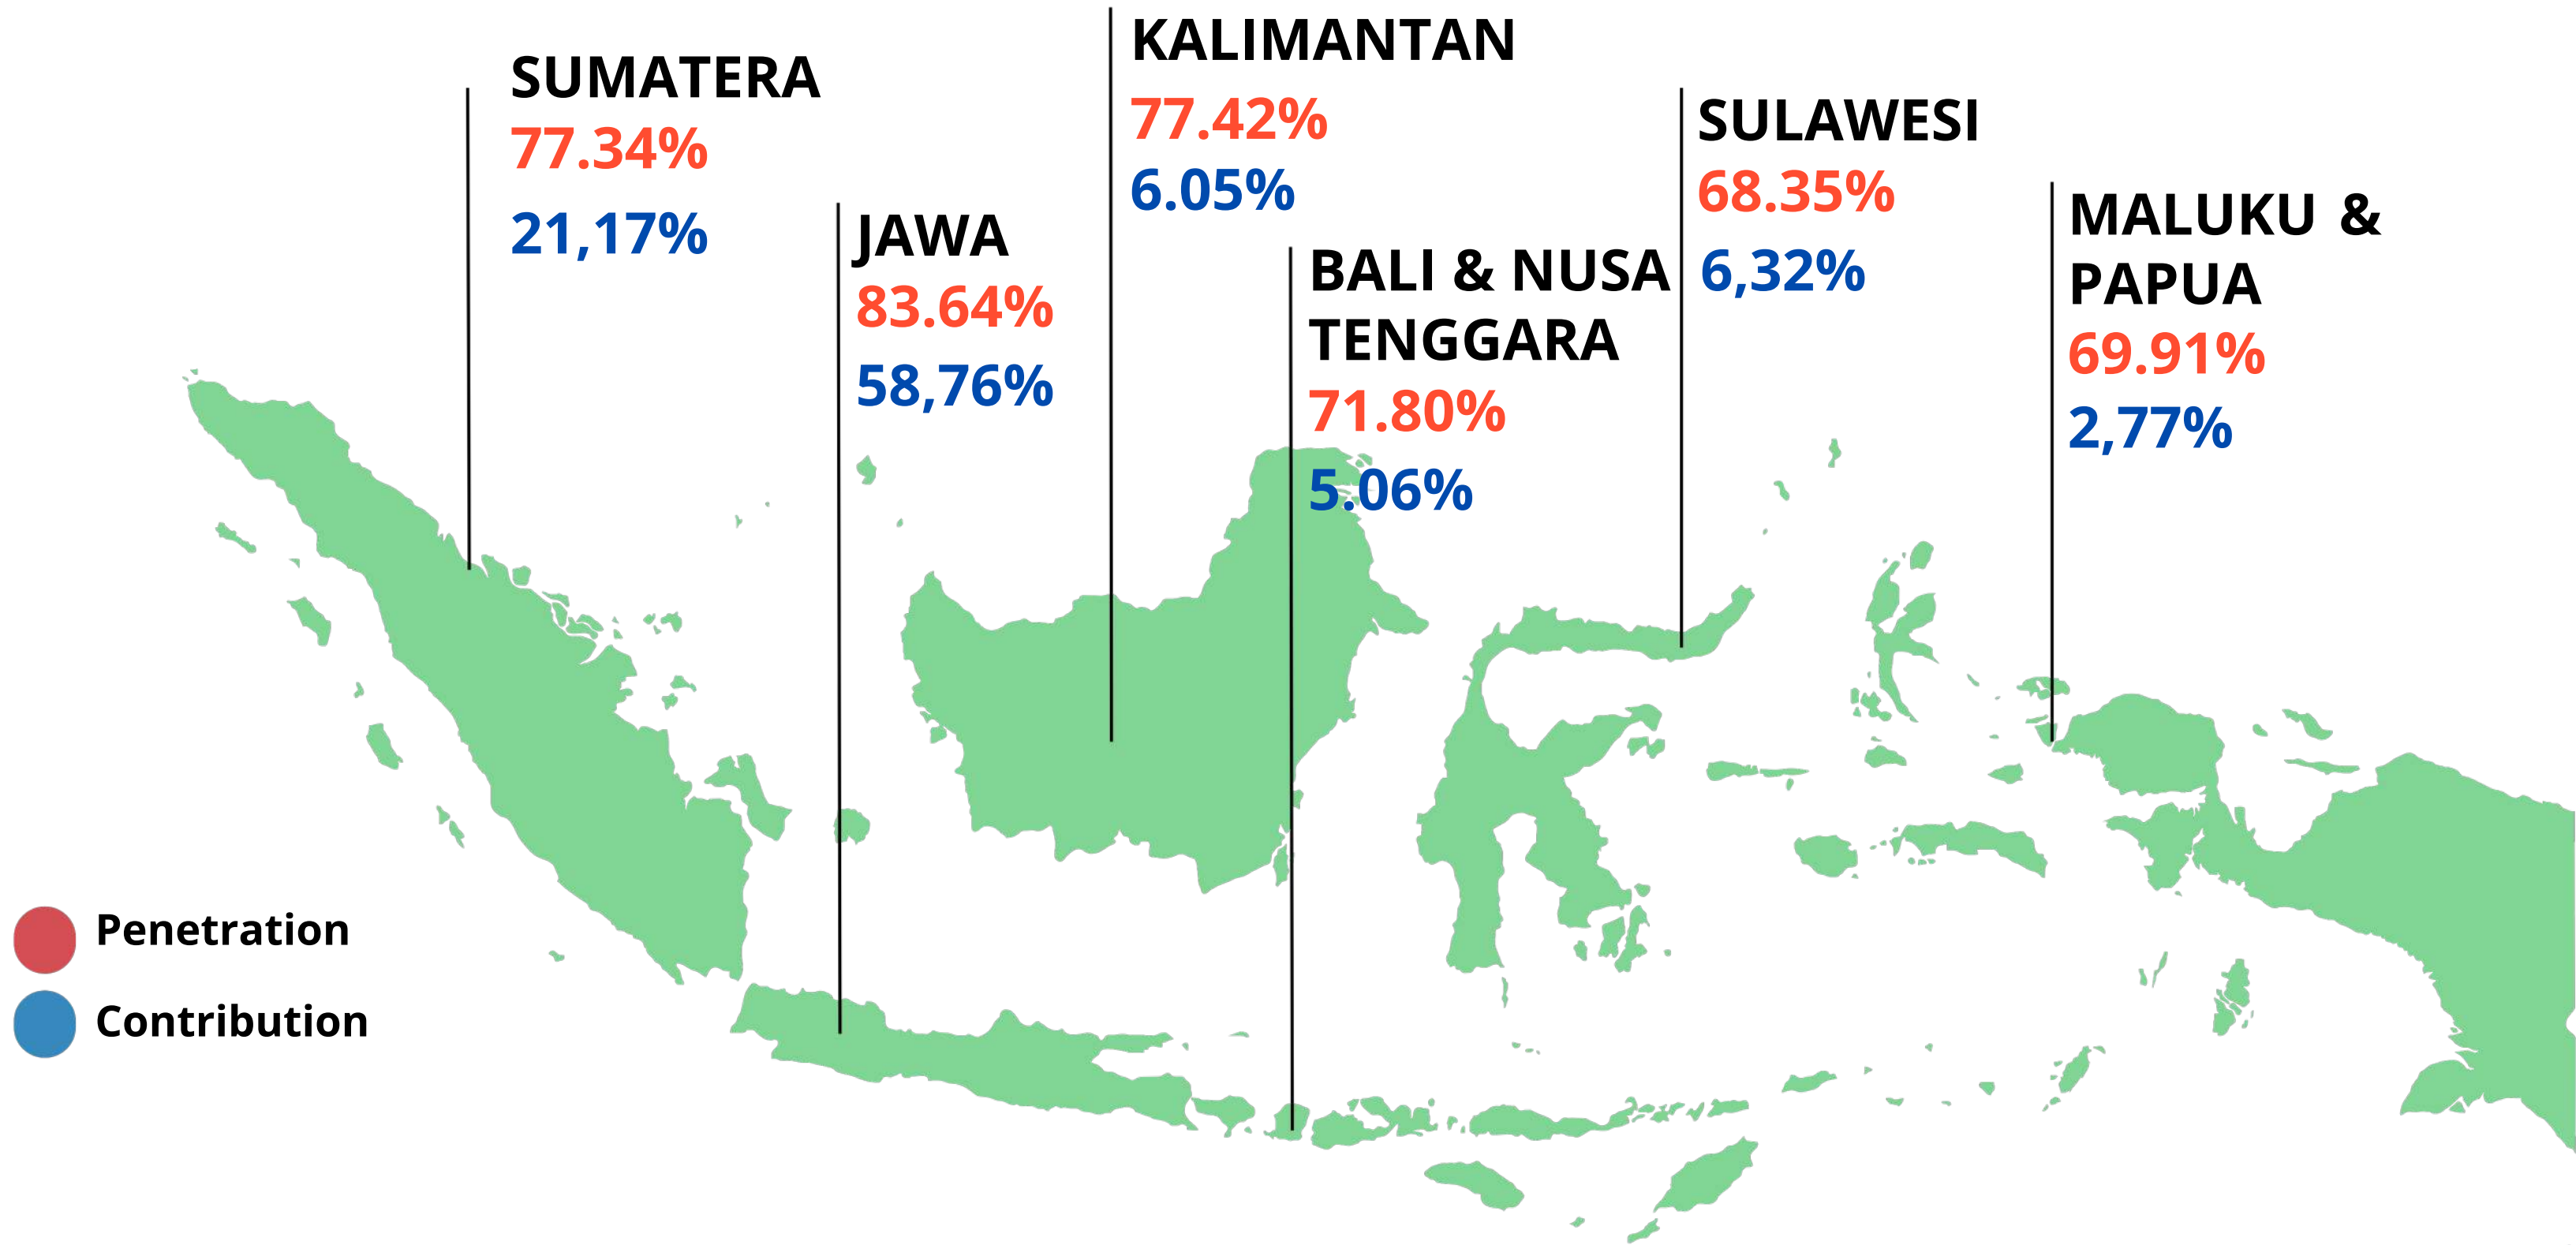 SUMATERA
77.34%
21,17%
JAWA
83.64%
58,76%
KALIMANTAN
77.42%
6.05%
BALI & NUSA
TENGGARA
71.80%
5.06%
SULAWESI
68.35%
6,32%
MALUKU &
PAPUA
69.91%
2,77%
Penetration
Contribution